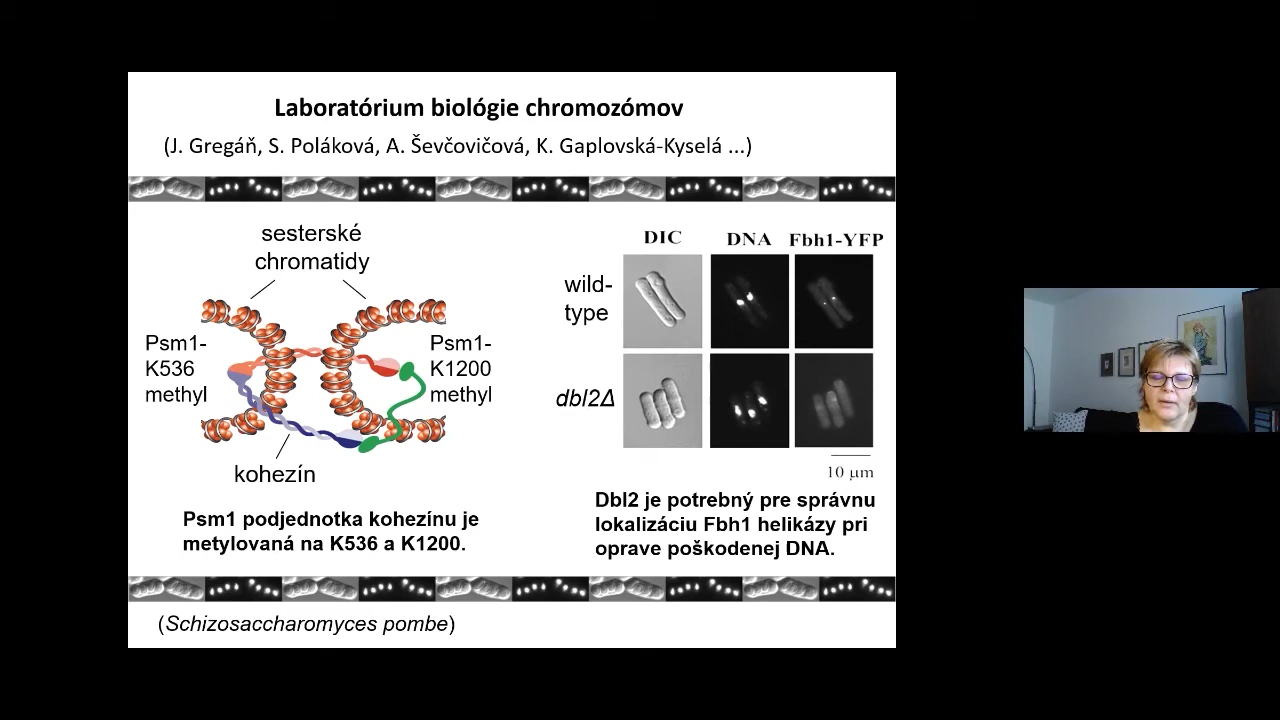 Laboratórium biológie chromozómov
(J. Gregáň, S. Poláková, A. Ševčovičová, K. Gaplovská-Kyselá ...)
sesterské
chromatidy
Psm1-
K536
methyl
Psm1-
K1200
methyl
kohezín
Psm1 podjednotka kohezínu je
metylovaná na K536 a K1200.
DIC DNA Fbh1-YFP
wild-
type
dbl2Δ
10 µm
Dbl2 je potrebný pre správnu
lokalizáciu Fbh1 helikázy pri
oprave poškodenej DNA.
(Schizosaccharomyces pombe)